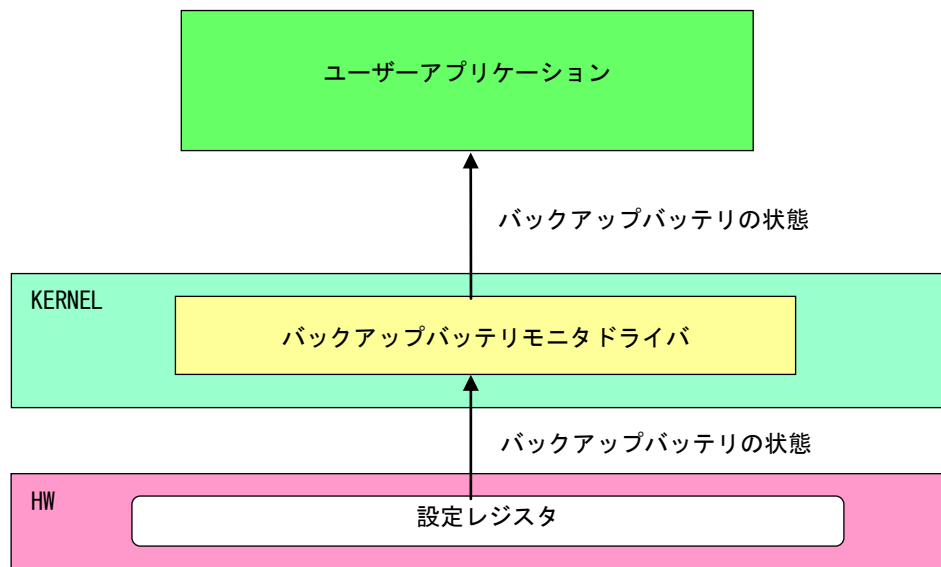 ユーザーアプリケーション
バックアップバッテリの状態
KERNEL
バックアップバッテリモニタドライバ
バックアップバッテリの状態
HW
設定レジスタ